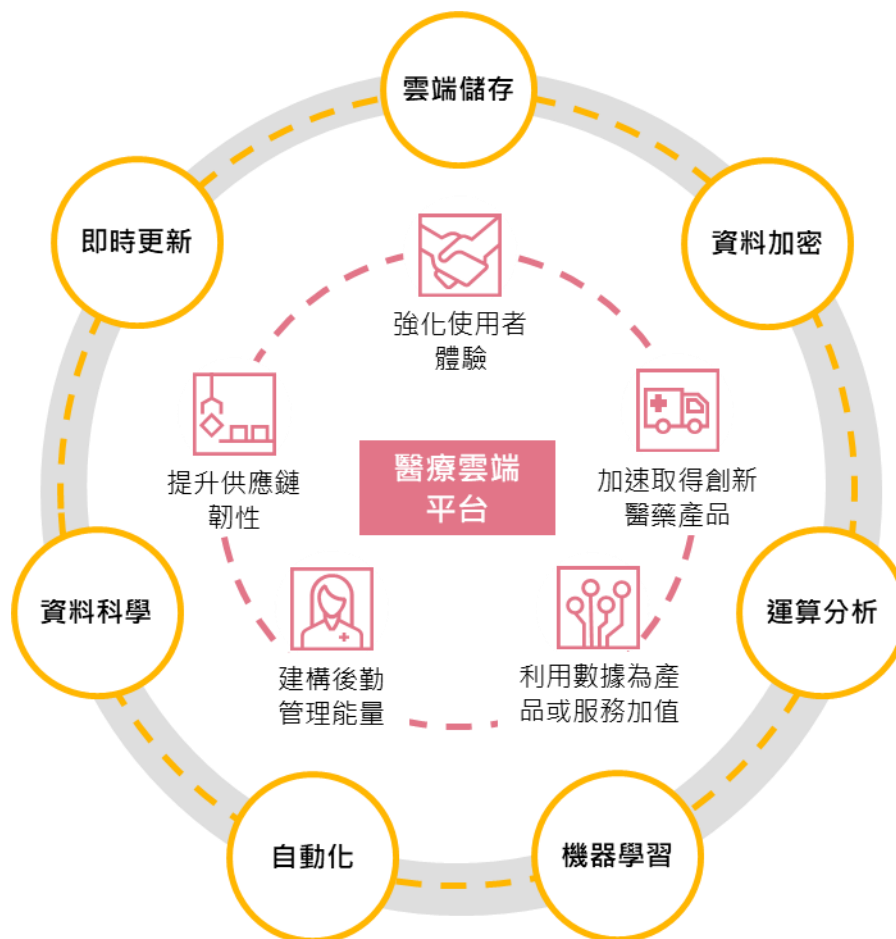 雲端儲存
即時更新
資料加密
強化使用者
體驗
提升供應鏈
韌性
醫療雲端
平台
加速取得創新
醫藥產品
資料科學
運算分析
建構後勤
管理能量
利用數據為產
品或服務加值
自動化
機器學習